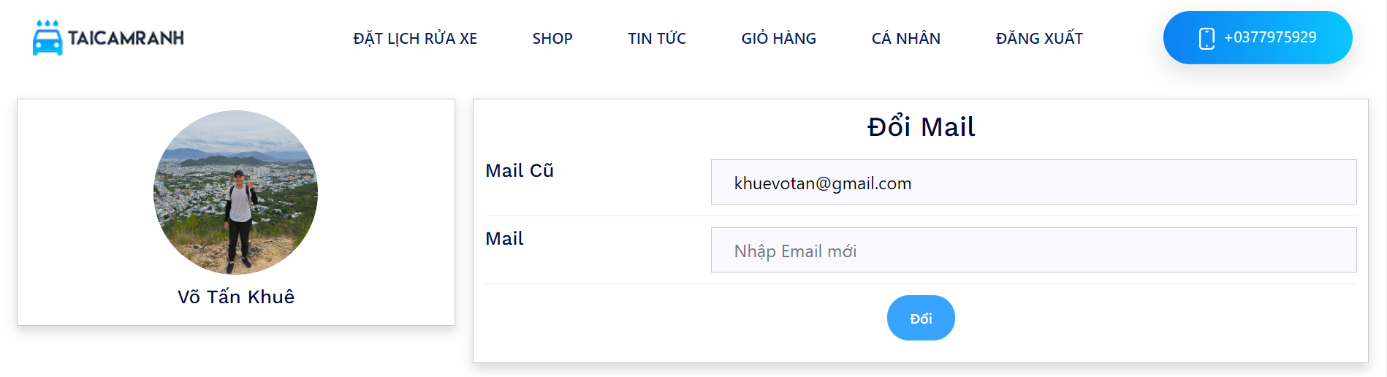 TAICAMRANH
ĐẶT LỊCH RỬA XE SHOP TIN TỨC GIỎ HÀNG CÁ NHÂN ĐĂNG XUẤT +0377975929
Võ Tấn Khuê
Đổi Mail
Mail Cũ khuevotan@gmail.com
Mail Nhập Email mới
Đổi